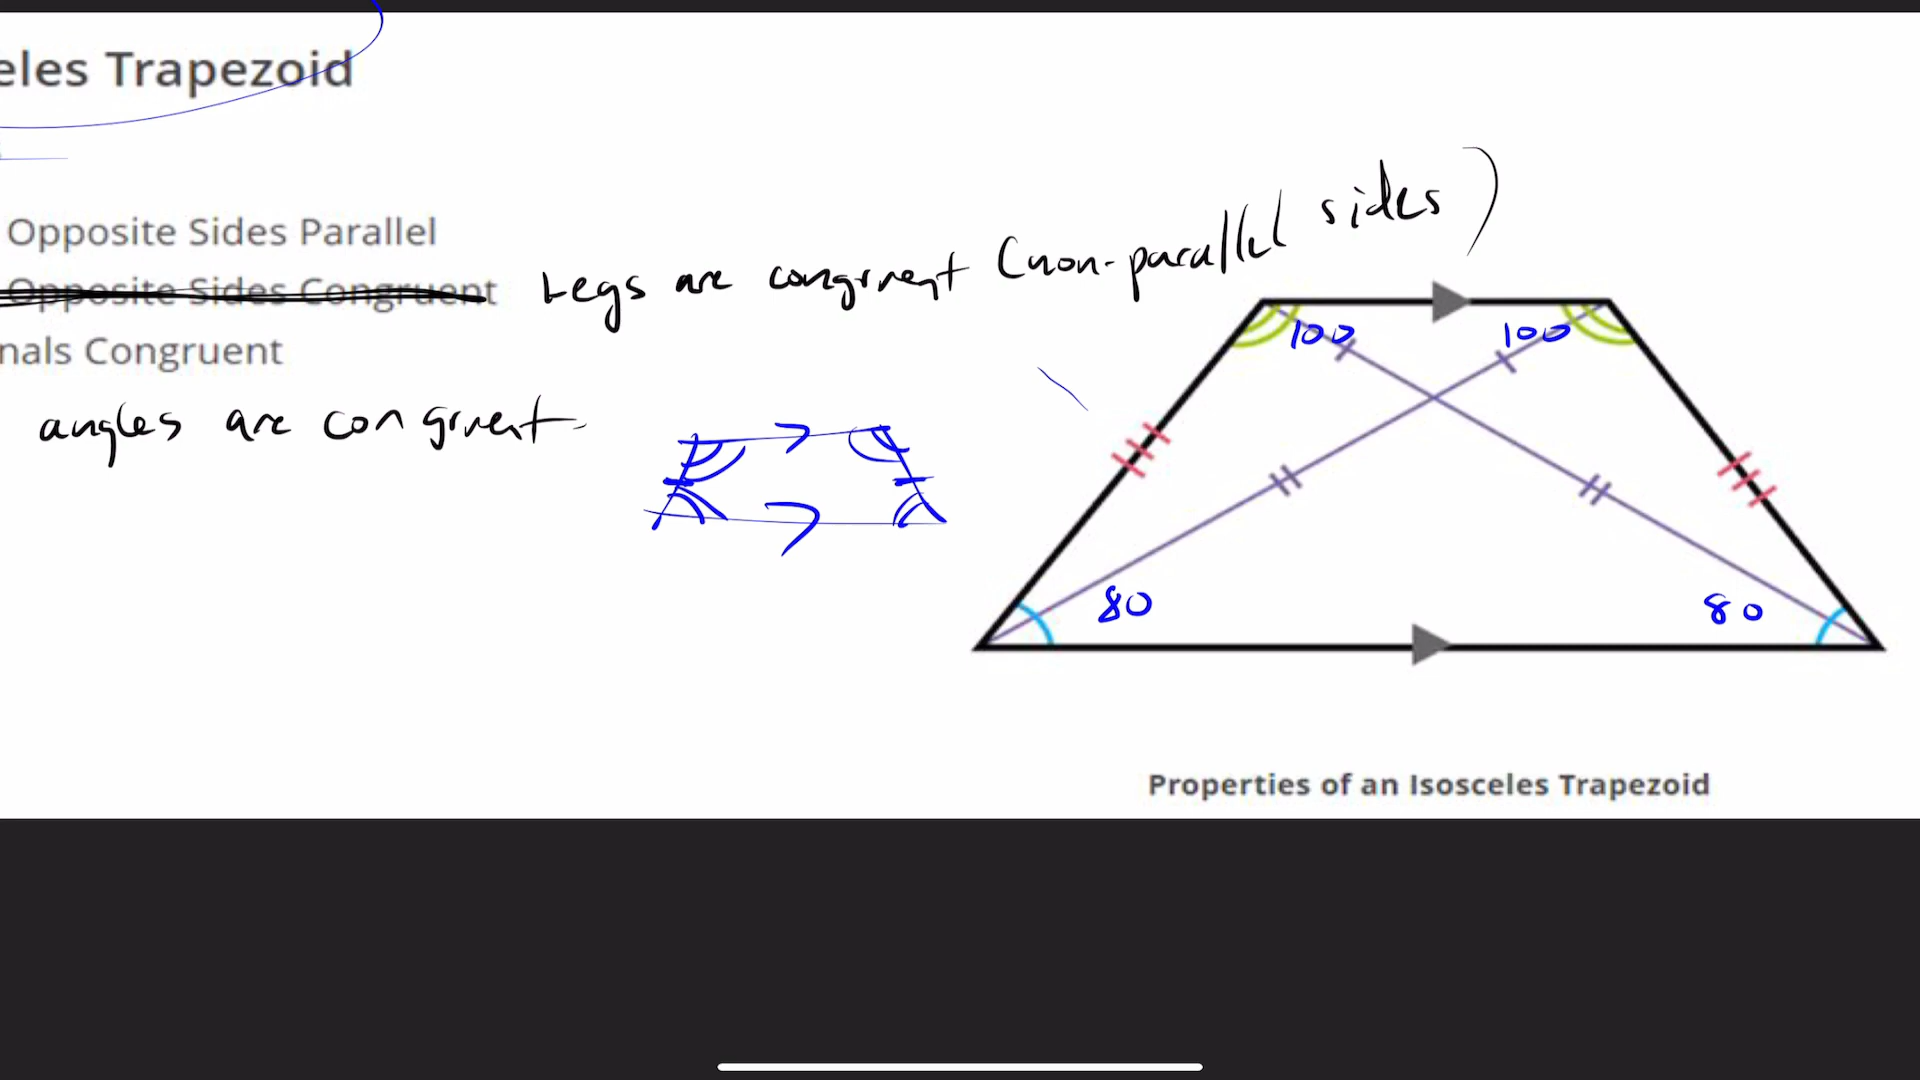 eles Trapezoid
Opposite Sides Parallel
Opposite Sides Congruent Legs are congruent (non-parallel sides)
nals Congruent
angles are congruent
100 100
80 80
Properties of an Isosceles Trapezoid